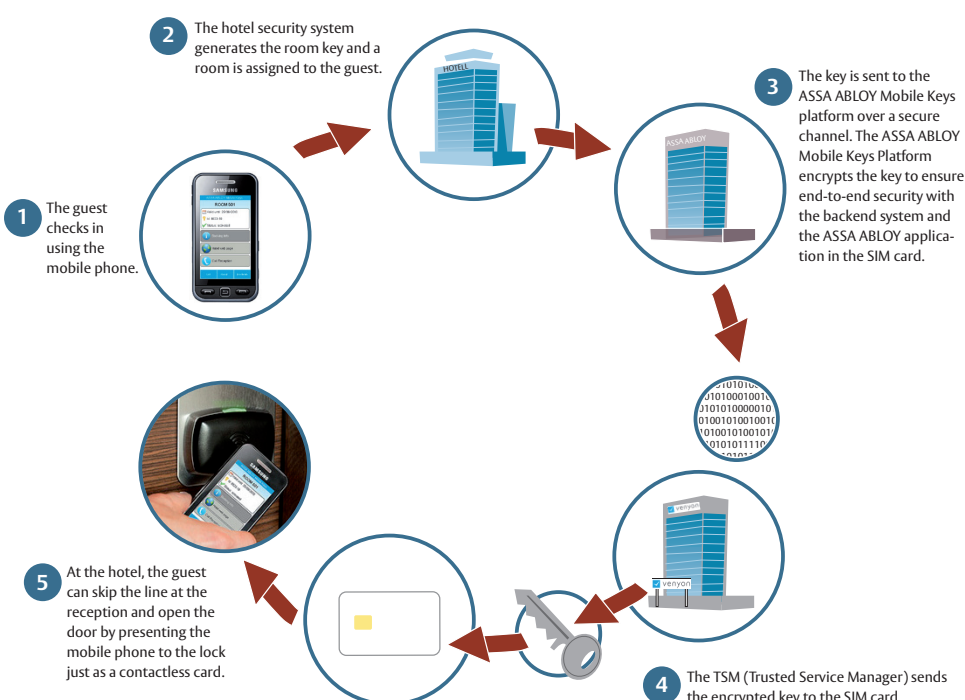 1
The guest
checks in
using the
mobile phone.
2
The hotel security system
generates the room key and a
room is assigned to the guest.
HOTELL
3
The key is sent to the
ASSA ABLOY Mobile Keys
platform over a secure
channel. The ASSA ABLOY
Mobile Keys Platform
encrypts the key to ensure
end-to-end security with
the backend system and
the ASSA ABLOY applica-
tion in the SIM card.
ASSA ABLOY
SAMSUNG
ROOM 001
venyon
venyon
4
The TSM (Trusted Service Manager) sends
the encrypted key to the SIM card
5
At the hotel, the guest
can skip the line at the
reception and open the
door by presenting the
mobile phone to the lock
just as a contactless card.
SAMSUNG
ROOM 001